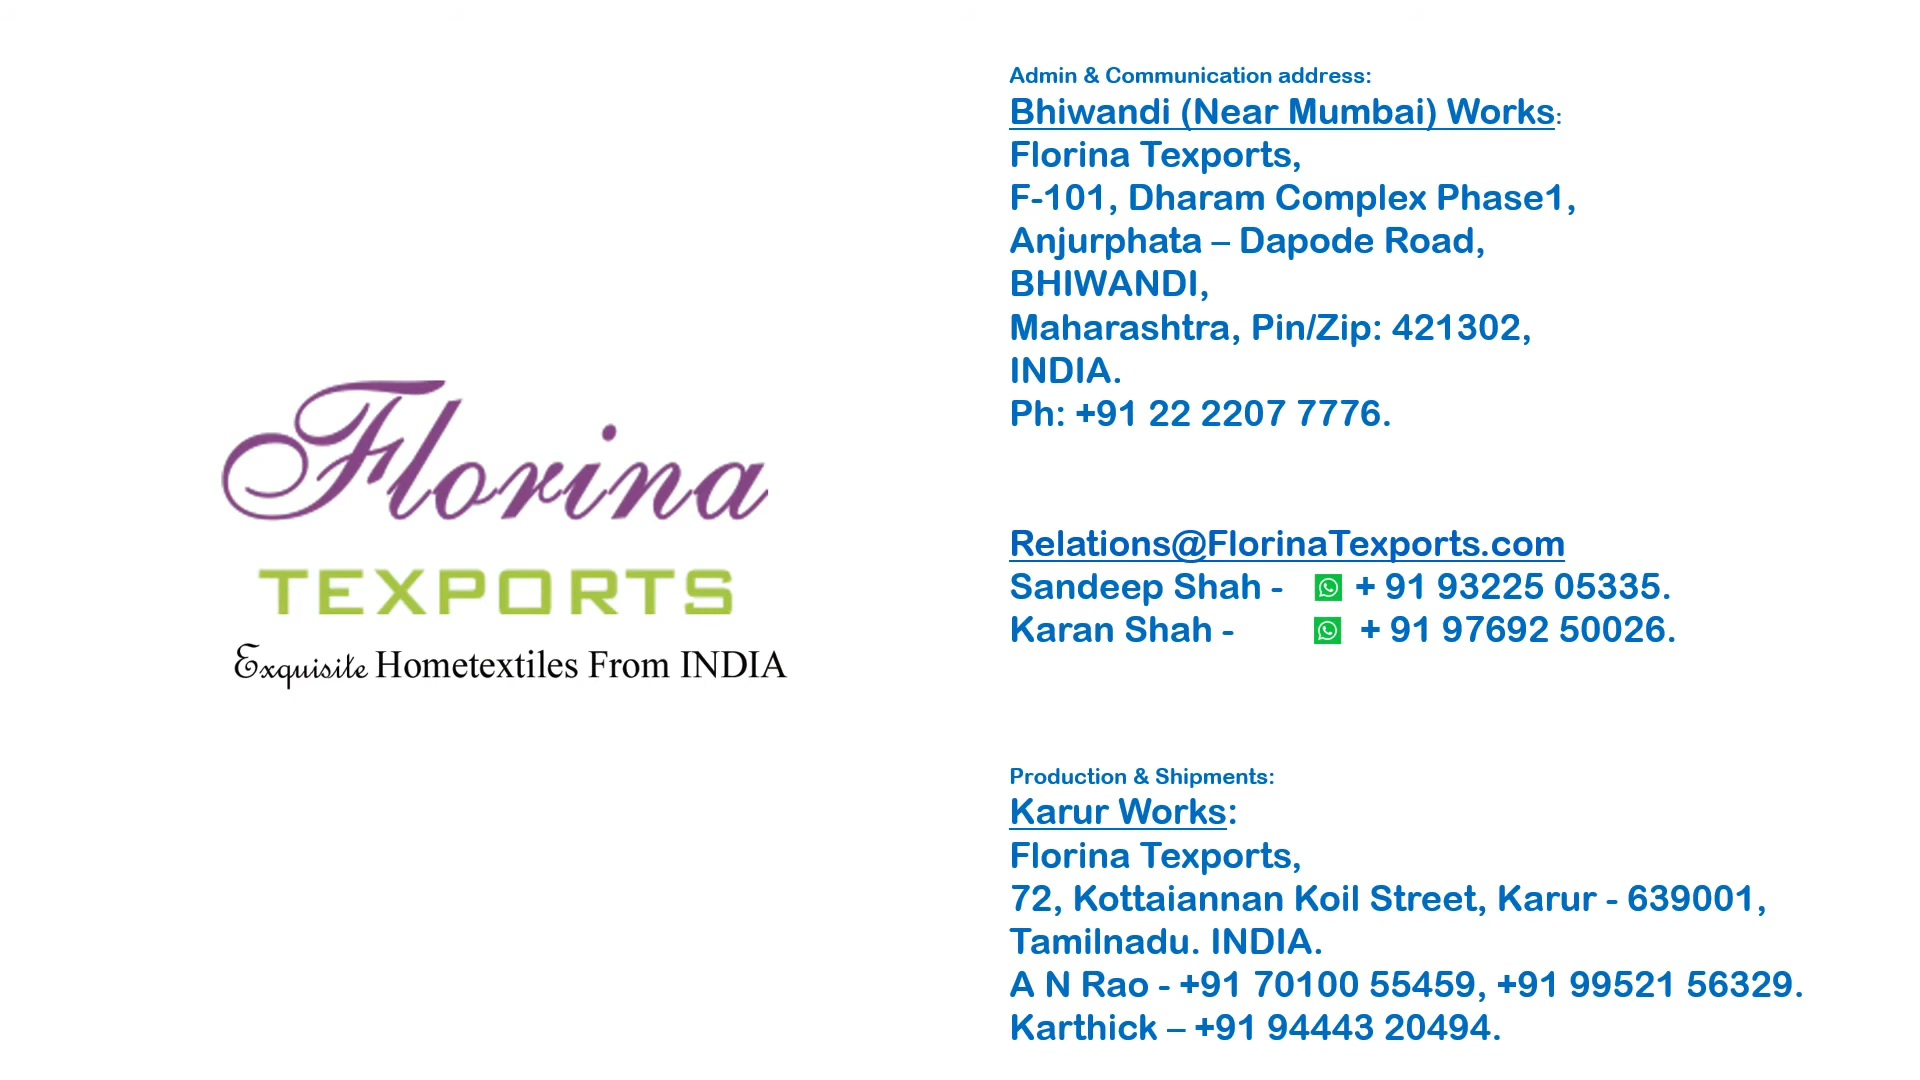 Florina
TEXPORTS
Exquisite Hometextiles From INDIA
Admin & Communication address:
Bhiwandi (Near Mumbai) Works:
Florina Texports,
F-101, Dharam Complex Phase1,
Anjurphata – Dapode Road,
BHIWANDI,
Maharashtra, Pin/Zip: 421302,
INDIA.
Ph: +91 22 2207 7776.
Relations@FlorinaTexports.com
Sandeep Shah - + 91 93225 05335.
Karan Shah - + 91 97692 50026.
Production & Shipments:
Karur Works:
Florina Texports,
72, Kottaiannan Koil Street, Karur - 639001,
Tamilnadu. INDIA.
A N Rao - +91 70100 55459, +91 99521 56329.
Karthick – +91 94443 20494.